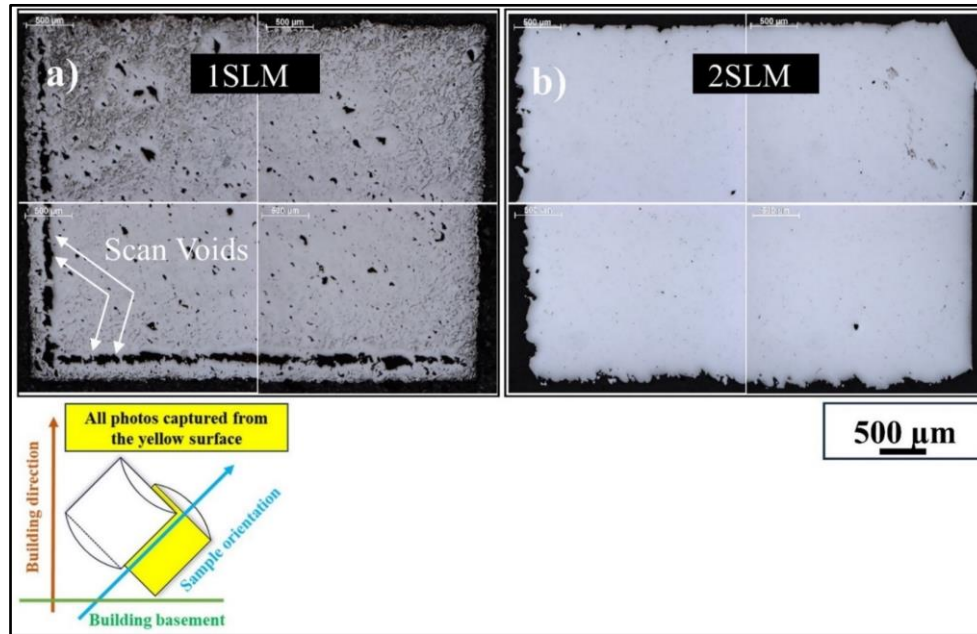 500 µm
500 µm
a)
1SLM
500 µm
500 µm
Scan Voids
500 µm
b)
2SLM
500 µm
All photos captured from
the yellow surface
Building direction
Sample orientation
Building basement
500 µm